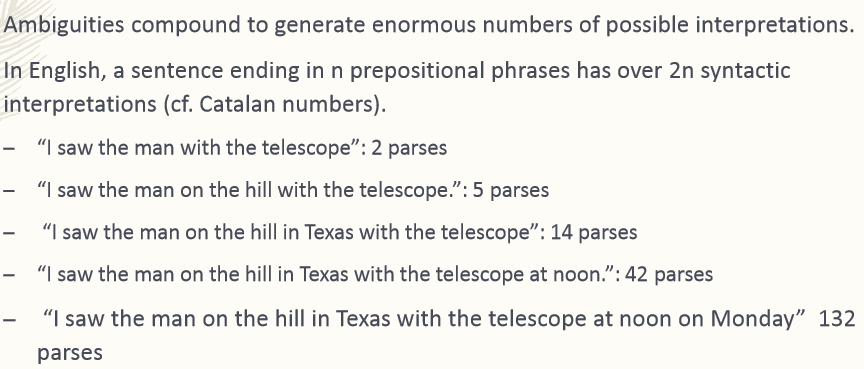 Ambiguities compound to generate enormous numbers of possible interpretations.
In English, a sentence ending in n prepositional phrases has over 2n syntactic
interpretations (cf. Catalan numbers).
– “I saw the man with the telescope”: 2 parses
– “I saw the man on the hill with the telescope.”: 5 parses
– “I saw the man on the hill in Texas with the telescope”: 14 parses
– “I saw the man on the hill in Texas with the telescope at noon.”: 42 parses
– “I saw the man on the hill in Texas with the telescope at noon on Monday” 132
parses